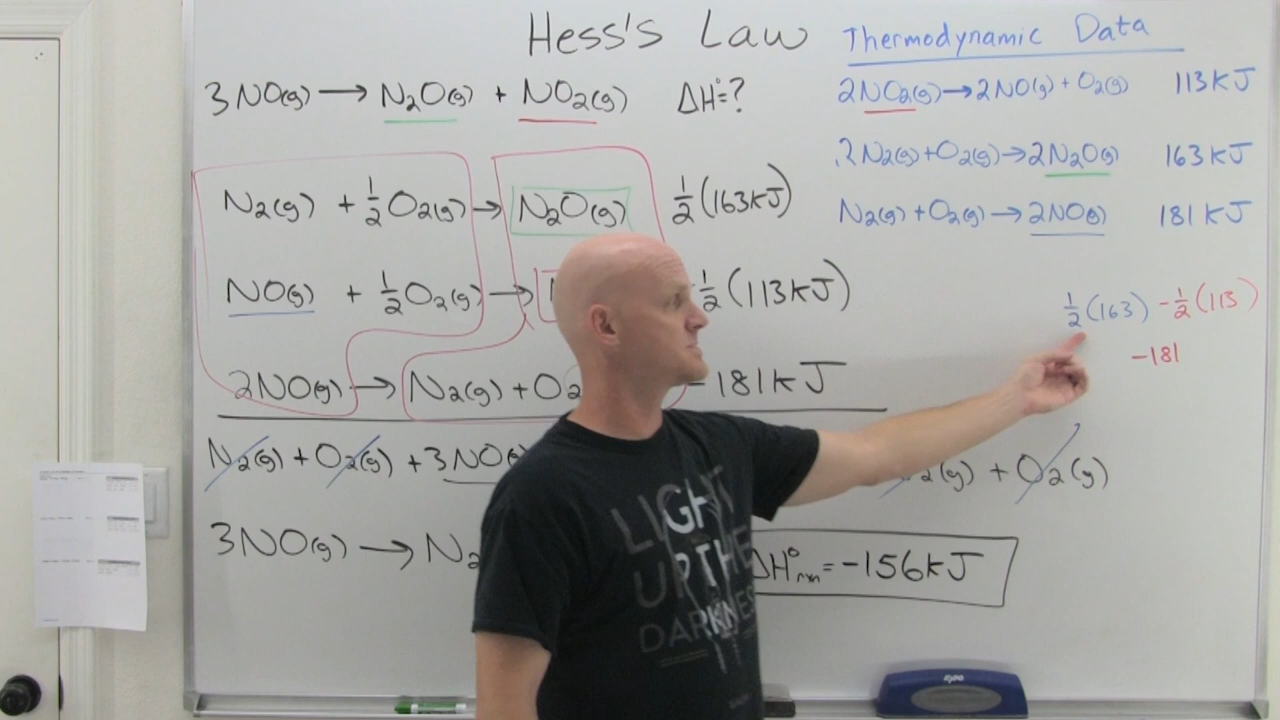 Hess's Law
Thermodynamic Data
3NO(g) → N₂O(g) + NO₂(g) ΔH°=?
2NO₂(g)→2NO(g)+O₂(g) 113kJ
2N₂(g)+O₂(g)→2N₂O(g) 163kJ
N₂(g)+O₂(g)→2NO(g) 181kJ
N₂(g) + ½O₂(g) → N₂O(g) ½(163kJ)
NO(g) + ½O₂(g) → ½(113kJ)
½(163) -½(113)
-181
2NO(g) → N₂(g)+O₂ -181kJ
N₂(g)+O₂(g)+3NO(g ₂(g) + O₂(g)
3NO(g) → N₂ ΔH°rxn=-156kJ
LIGHT
UP THE
DARKNESS
EXPO